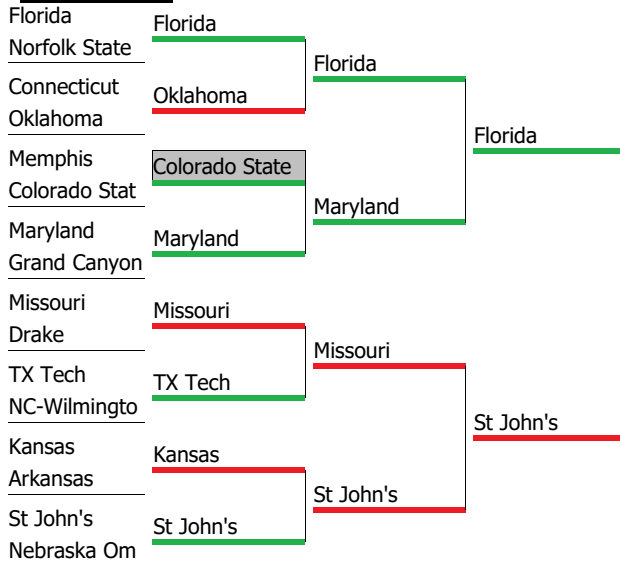 Florida
Norfolk State
Connecticut
Oklahoma
Memphis
Colorado Stat
Maryland
Grand Canyon
Missouri
Drake
TX Tech
NC-Wilmingto
Kansas
Arkansas
St John's
Nebraska Om
Florida
Oklahoma
Colorado State
Maryland
Missouri
TX Tech
Kansas
St John's
Florida
Maryland
Missouri
St John's
Florida
St John's